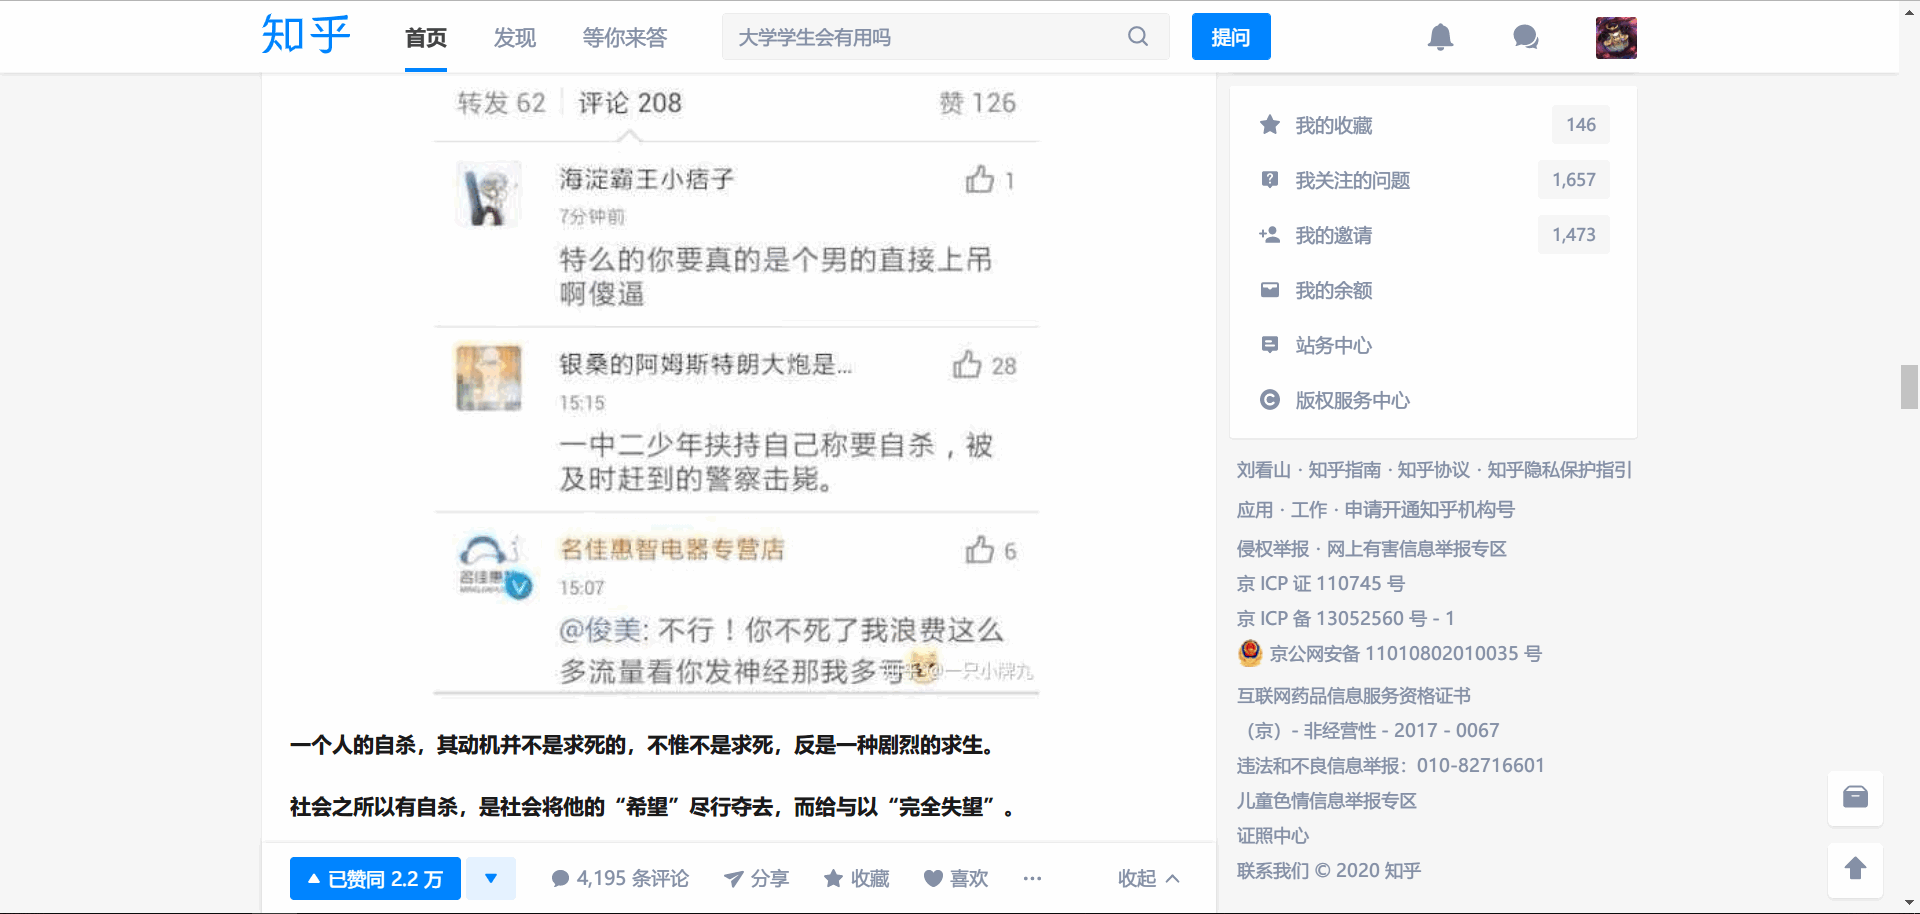 知乎
首页
发现
等你来答
大学学生会有用吗
提问
转发 62
评论 208
赞 126
海淀霸王小痞子
1
7分钟前
特么的你要真的是个男的直接上吊
啊傻逼
银桑的阿姆斯特朗大炮是...
28
15:15
一中二少年挟持自己称要自杀，被
及时赶到的警察击毙。
名佳惠智电器专营店
6
15:07
@俊美: 不行！你不死了我浪费这么
多流量看你发神经那我多亏
知乎 @一只小牌九
一个人的自杀，其动机并不是求死的，不惟不是求死，反是一种剧烈的求生。
社会之所以有自杀，是社会将他的“希望”尽行夺去，而给与以“完全失望”。
已赞同 2.2 万
4,195 条评论
分享
收藏
喜欢
收起
我的收藏
146
我关注的问题
1,657
我的邀请
1,473
我的余额
站务中心
版权服务中心
刘看山 · 知乎指南 · 知乎协议 · 知乎隐私保护指引
应用 · 工作 · 申请开通知乎机构号
侵权举报 · 网上有害信息举报专区
京 ICP 证 110745 号
京 ICP 备 13052560 号 - 1
京公网安备 11010802010035 号
互联网药品信息服务资格证书
（京）- 非经营性 - 2017 - 0067
违法和不良信息举报：010-82716601
儿童色情信息举报专区
证照中心
联系我们 © 2020 知乎